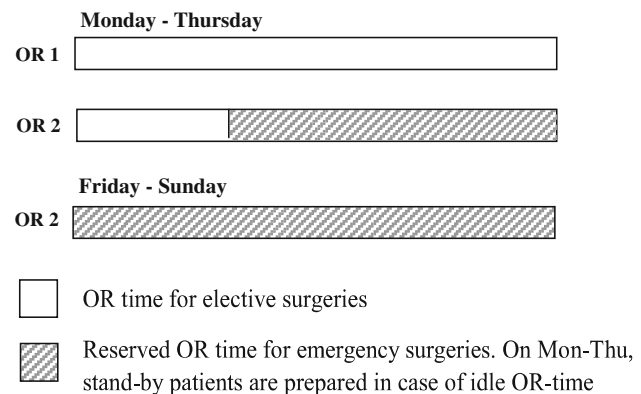 Monday - Thursday
OR 1
OR 2
Friday - Sunday
OR 2
OR time for elective surgeries
Reserved OR time for emergency surgeries. On Mon-Thu,
stand-by patients are prepared in case of idle OR-time